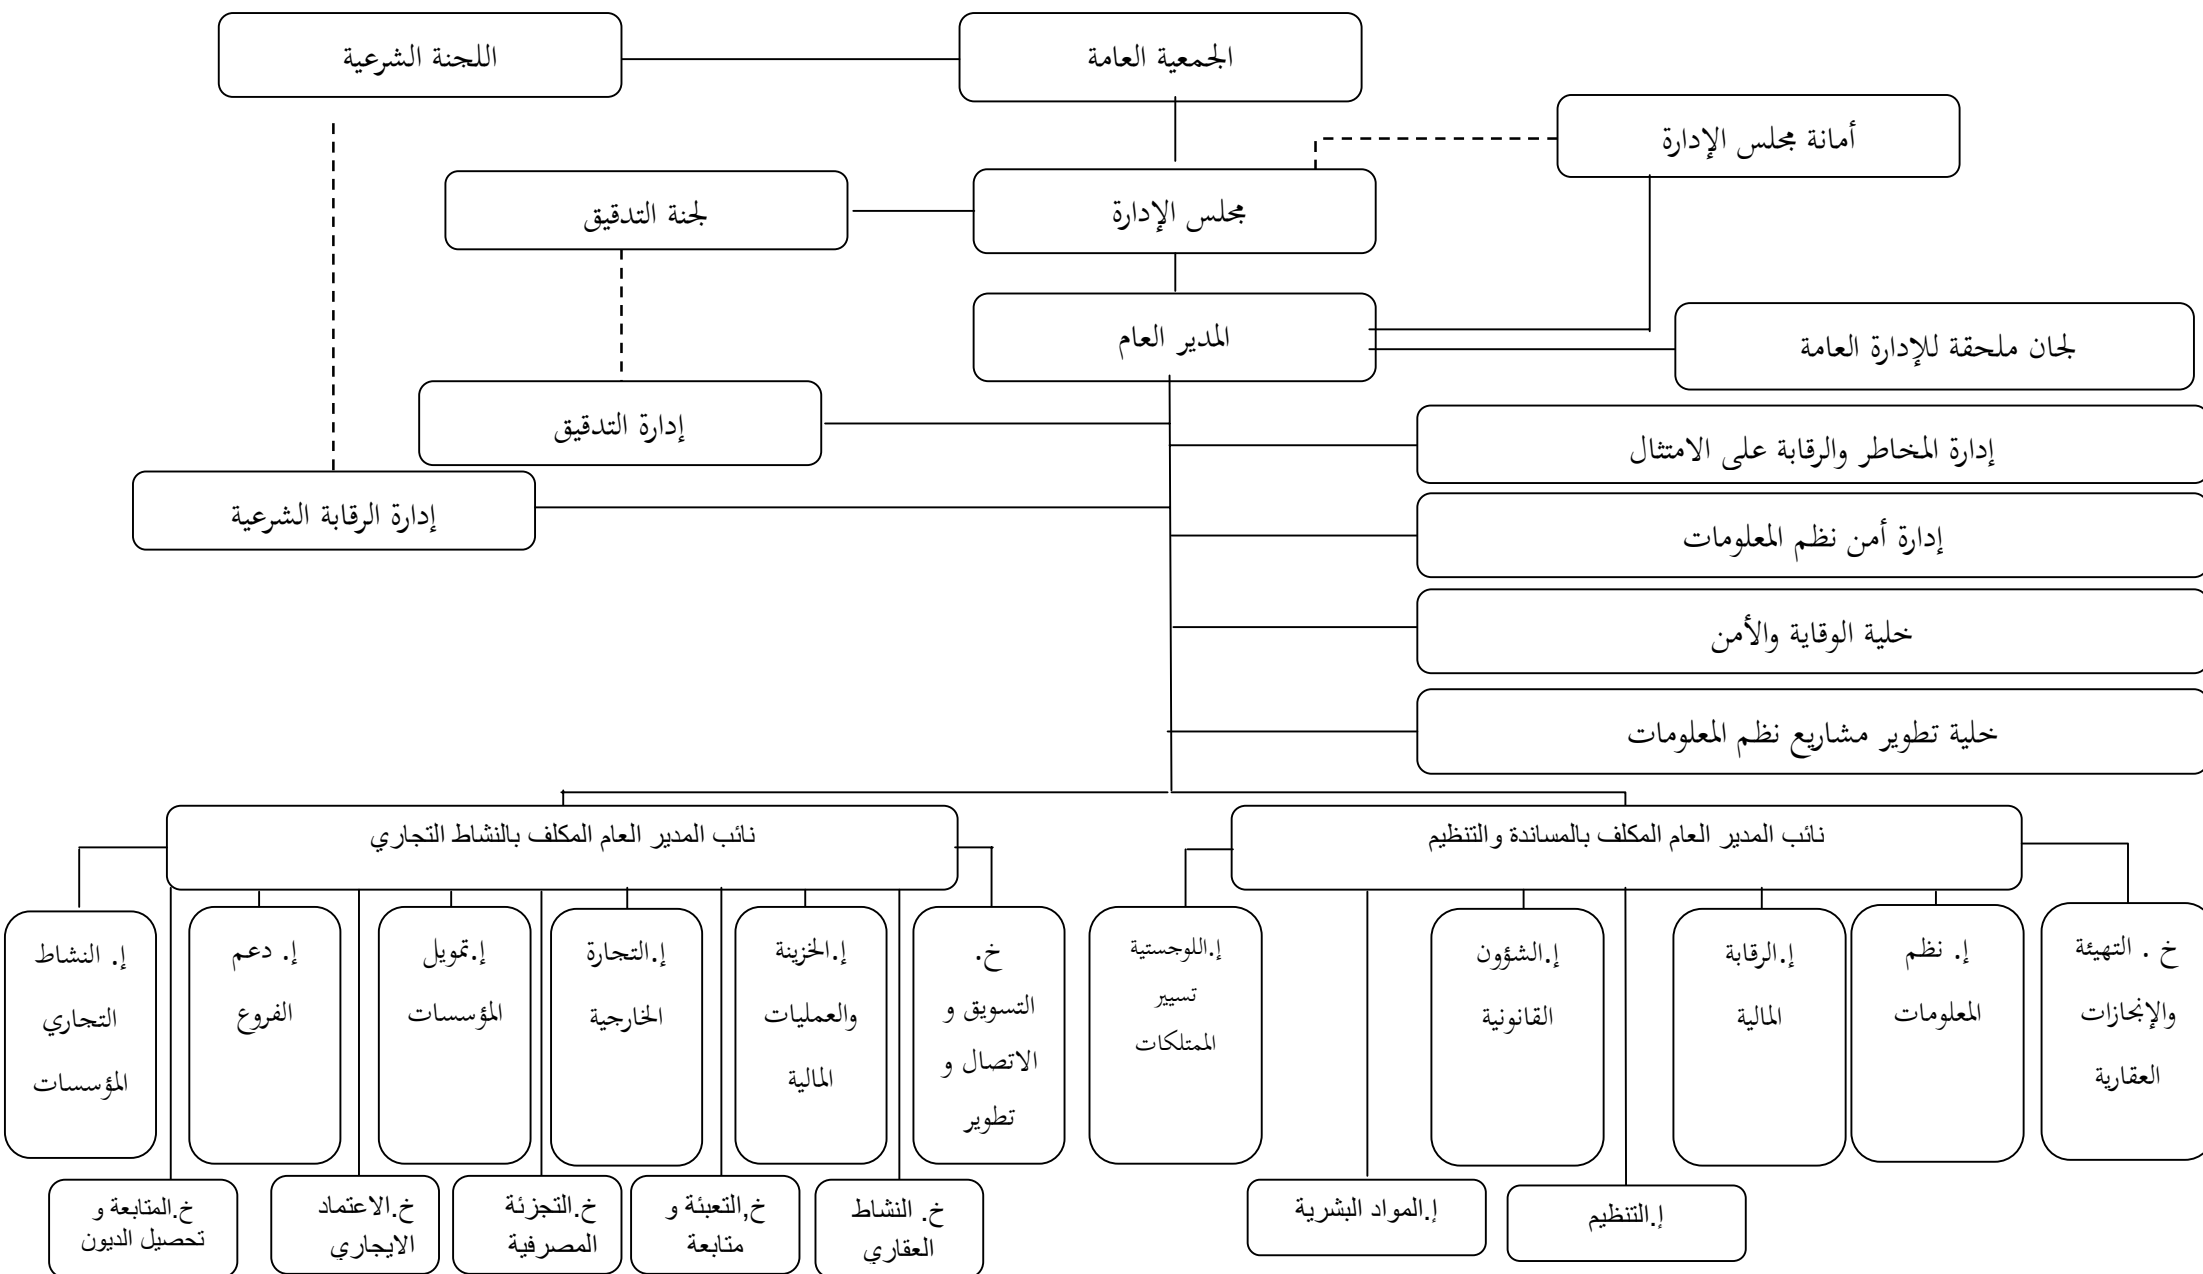 الجمعية العامة
اللجنة الشرعية
أمانة مجلس الإدارة
مجلس الإدارة
لجنة التدقيق
المدير العام
لجان ملحقة للإدارة العامة
إدارة التدقيق
إدارة المخاطر والرقابة على الامتثال
إدارة الرقابة الشرعية
إدارة أمن نظم المعلومات
خلية الوقاية والأمن
خلية تطوير مشاريع نظم المعلومات
نائب المدير العام المكلف بالمساندة والتنظيم
نائب المدير العام المكلف بالنشاط التجاري
خ . التهيئة
والإنجازات
العقارية
إ. نظم
المعلومات
إ.الرقابة
المالية
إ.الشؤون
القانونية
إ.اللوجستية
تسيير
الممتلكات
خ.
التسويق و
الاتصال و
تطوير
إ.الخزينة
والعمليات
المالية
إ.التجارة
الخارجية
إ.تمويل
المؤسسات
إ. دعم
الفروع
إ. النشاط
التجاري
المؤسسات
إ.التنظيم
إ.المواد البشرية
خ. النشاط
العقاري
خ,التعبئة و
متابعة
خ.التجزئة
المصرفية
خ.الاعتماد
الايجاري
خ.المتابعة و
تحصيل الديون